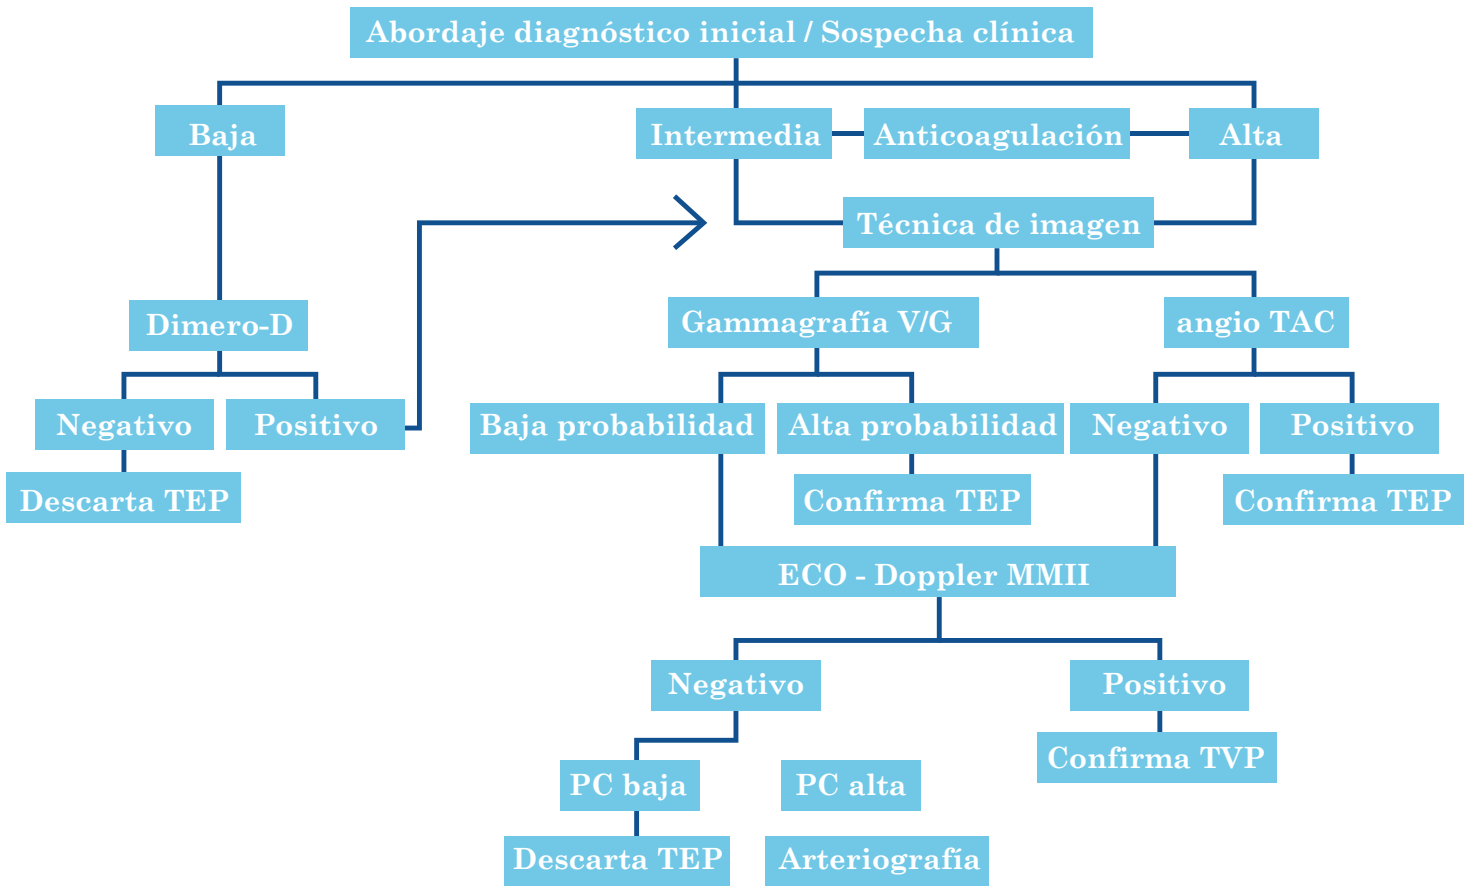 Abordaje diagnóstico inicial / Sospecha clínica
Baja
Intermedia
Anticoagulación
Alta
Técnica de imagen
Dimero-D
Gammagrafía V/G
angio TAC
Negativo
Positivo
Baja probabilidad
Alta probabilidad
Negativo
Positivo
Descarta TEP
Confirma TEP
Confirma TEP
ECO - Doppler MMII
Negativo
Positivo
Confirma TVP
PC baja
PC alta
Descarta TEP
Arteriografía